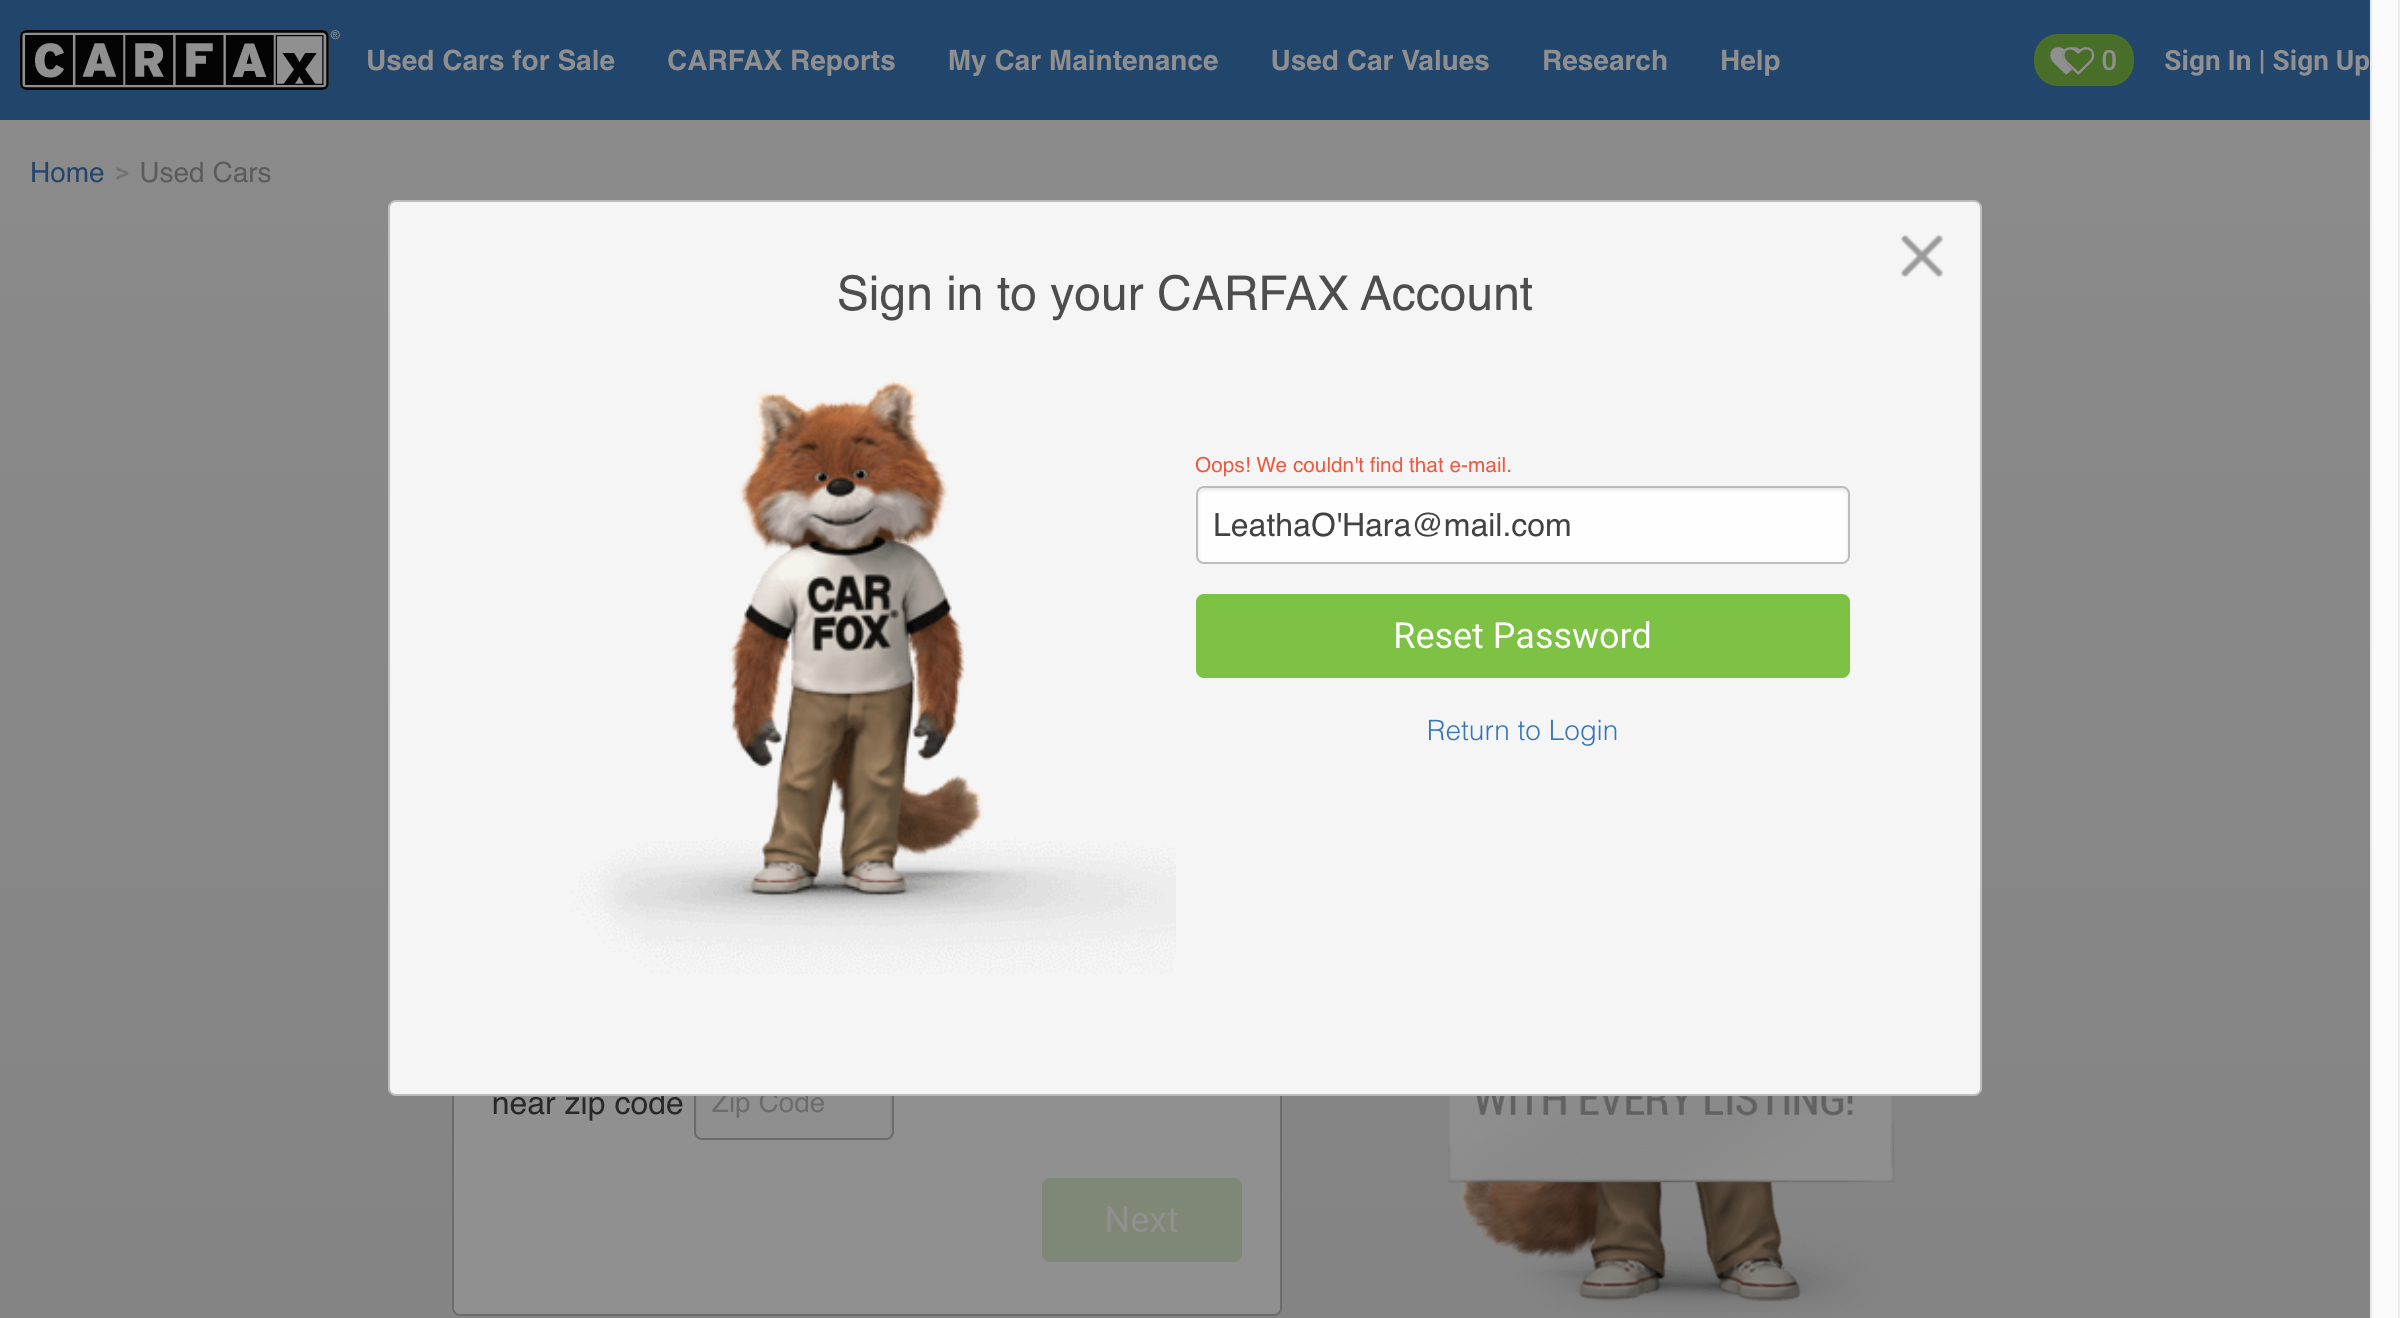 CARFAX®
Used Cars for Sale
CARFAX Reports
My Car Maintenance
Used Car Values
Research
Help
0
Sign In | Sign Up
Home > Used Cars
Sign in to your CARFAX Account
CAR
FOX®
Oops! We couldn't find that e-mail.
LeathaO'Hara@mail.com
Reset Password
Return to Login
near zip code
Zip Code
WITH EVERY LISTING!
Next